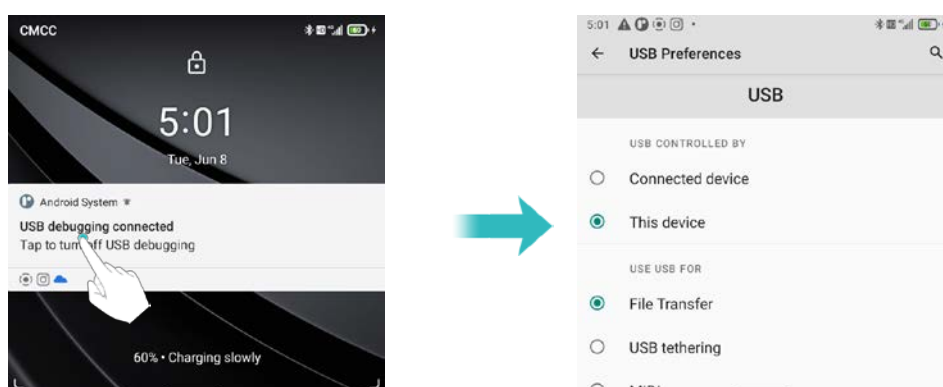 CMCC
5:01
Tue, Jun 8
Android System
USB debugging connected
Tap to turn off USB debugging
60% • Charging slowly
5:01
USB Preferences
USB
USB CONTROLLED BY
Connected device
This device
USE USB FOR
File Transfer
USB tethering